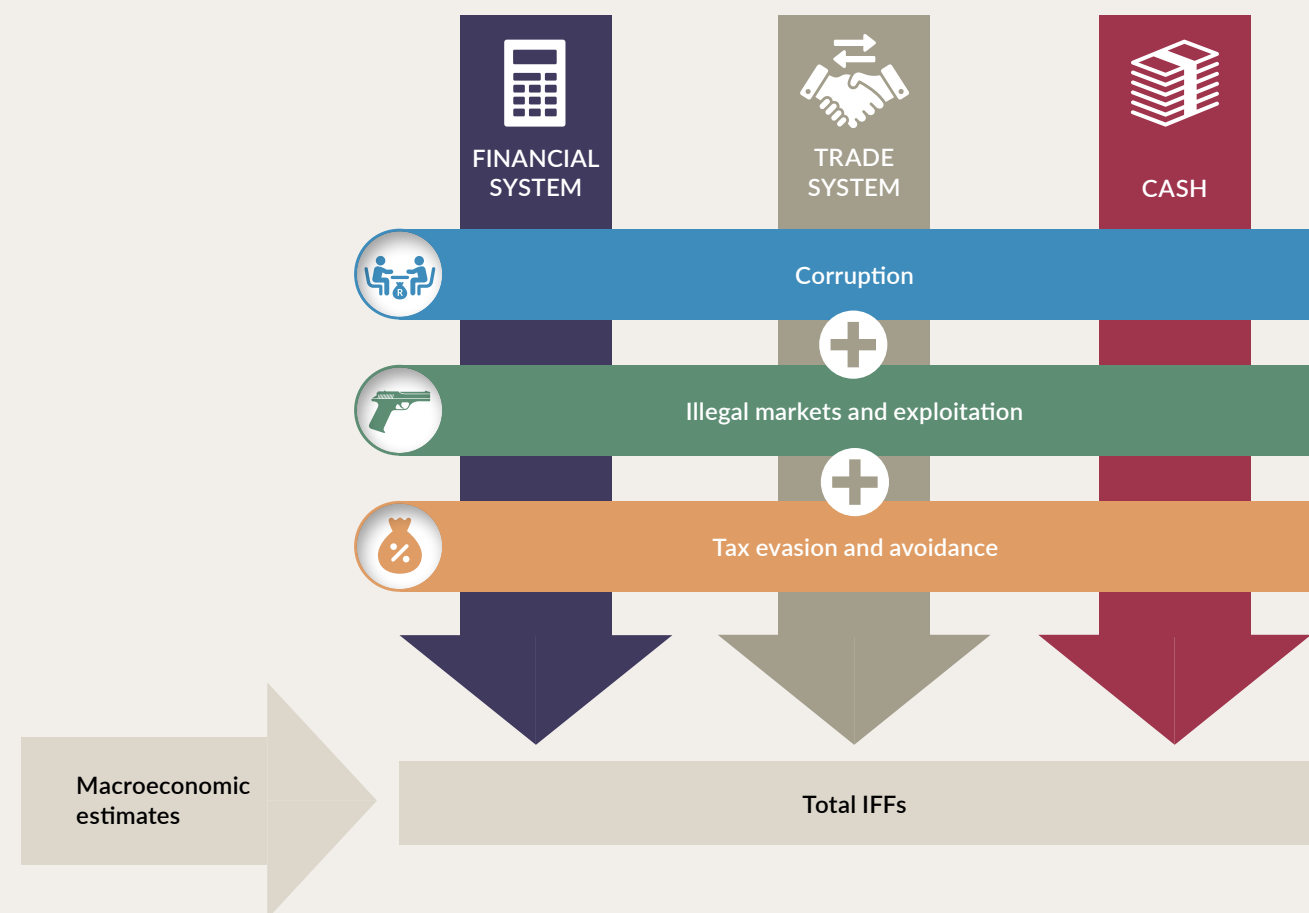 FINANCIAL
SYSTEM
TRADE
SYSTEM
CASH
R
Corruption
Illegal markets and exploitation
%
Tax evasion and avoidance
Macroeconomic
estimates
Total IFFs